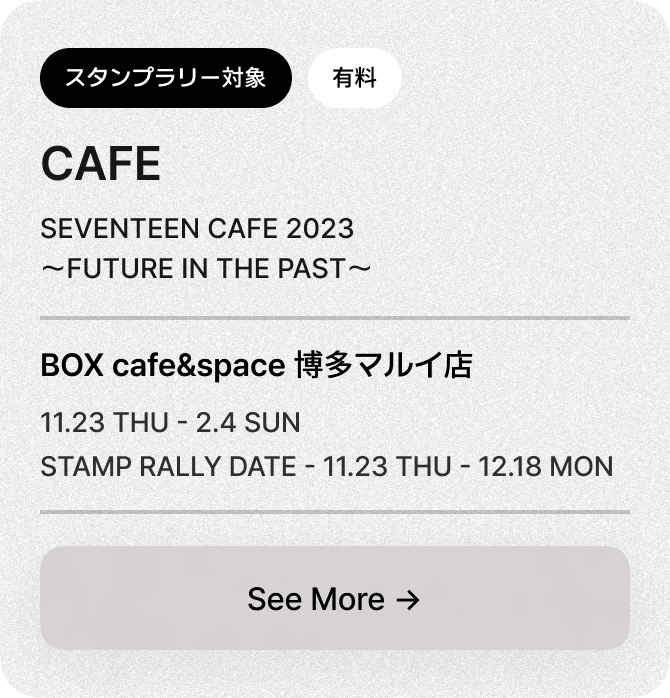 スタンプラリー対象 有料
CAFE
SEVENTEEN CAFE 2023
〜FUTURE IN THE PAST〜
BOX cafe&space 博多マルイ店
11.23 THU - 2.4 SUN
STAMP RALLY DATE - 11.23 THU - 12.18 MON
See More →